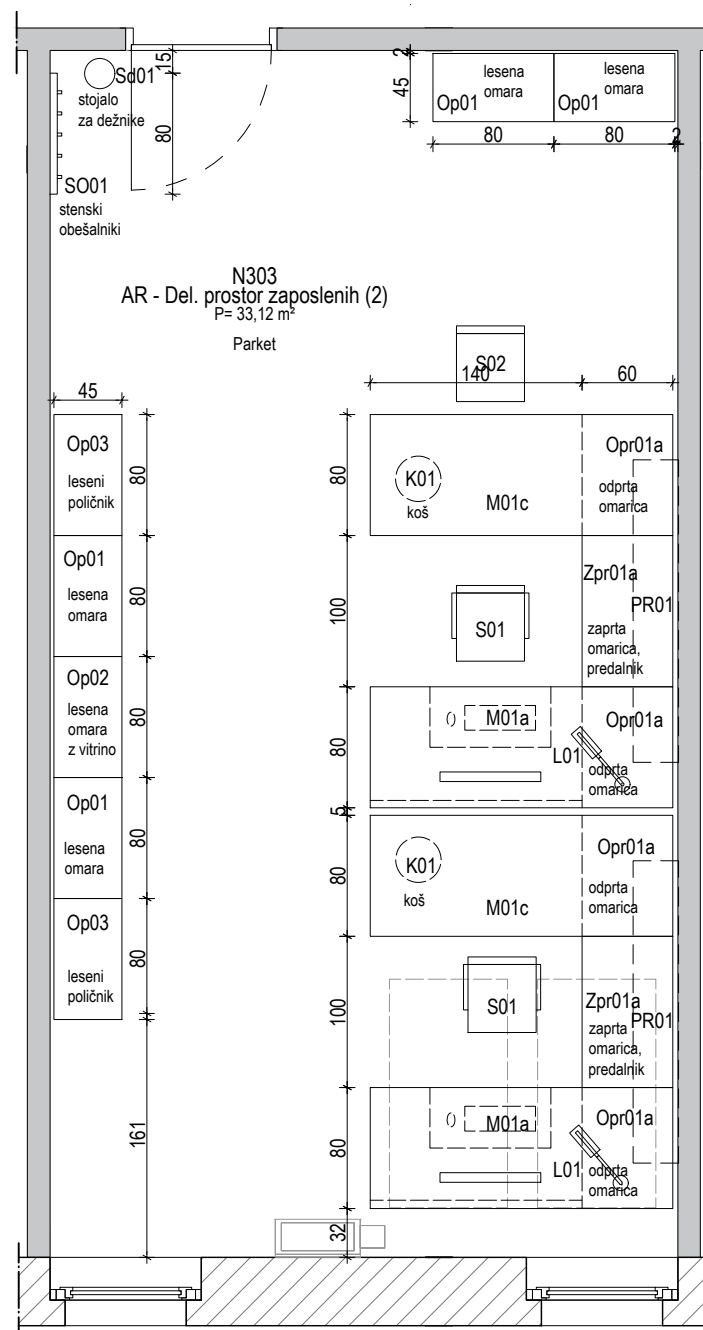 15
80
Sd01
stojalo
za dežnike
SO01
stenski
obešalniki
2
45
Op01
lesena
omara
Op01
lesena
omara
80
80
2
N303
AR - Del. prostor zaposlenih (2)
P= 33,12 m²
Parket
S02
140
60
45
Op03
leseni
poličnik
80
Op01
lesena
omara
80
Op02
lesena
omara
z vitrino
80
Op01
lesena
omara
80
Op03
leseni
poličnik
80
161
80
K01
koš
M01c
Opr01a
odprta
omarica
100
S01
Zpr01a
PR01
zaprta
omarica,
predalnik
80
M01a
Opr01a
L01
odprta
omarica
5
80
K01
koš
M01c
Opr01a
odprta
omarica
100
S01
Zpr01a
PR01
zaprta
omarica,
predalnik
80
M01a
Opr01a
L01
odprta
omarica
32